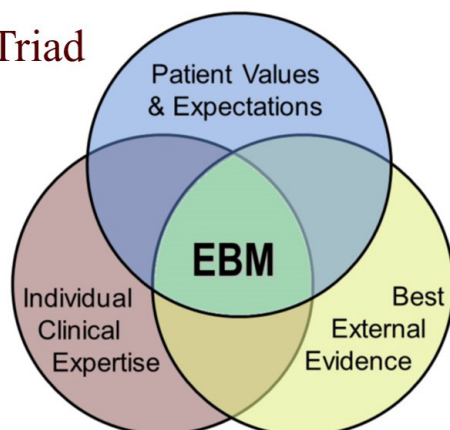 Triad
Patient Values
& Expectations
EBM
Individual
Clinical
Expertise
Best
External
Evidence